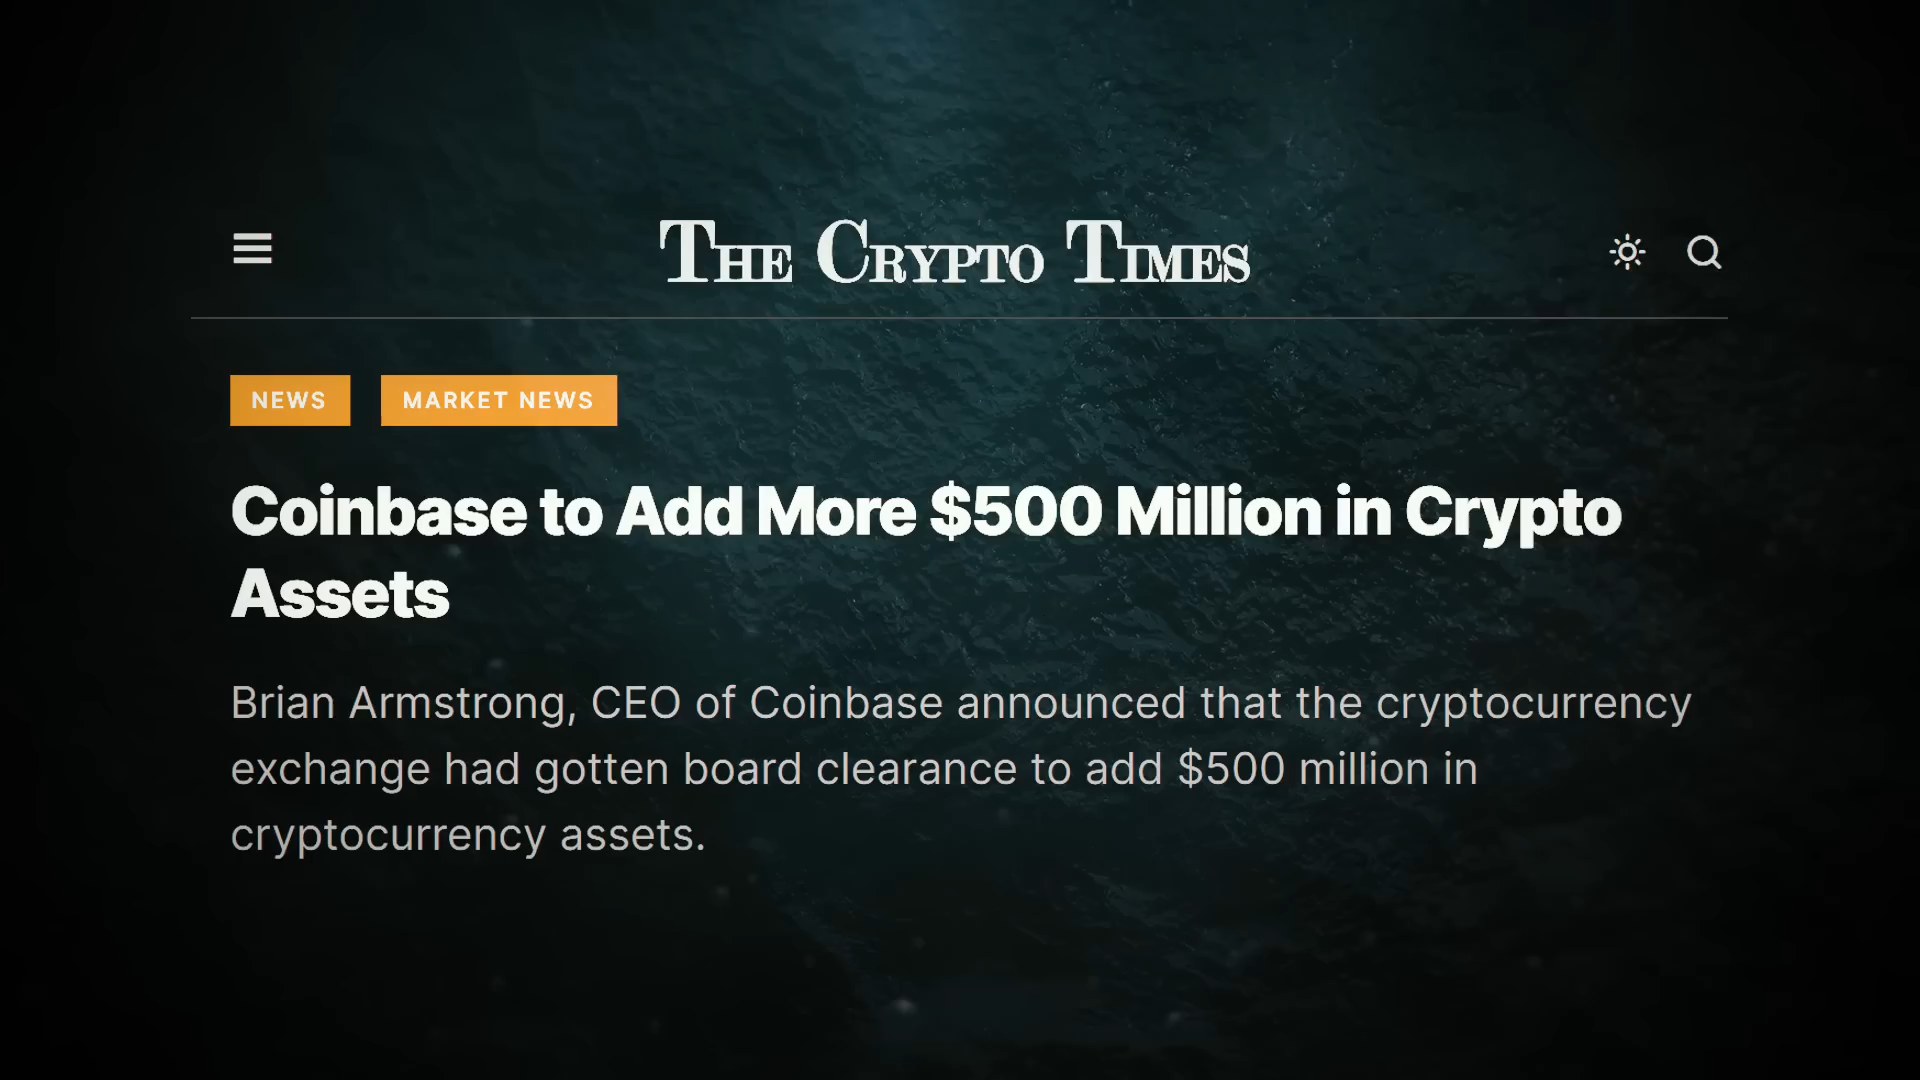 The Crypto Times
NEWS
MARKET NEWS
Coinbase to Add More $500 Million in Crypto
Assets
Brian Armstrong, CEO of Coinbase announced that the cryptocurrency
exchange had gotten board clearance to add $500 million in
cryptocurrency assets.